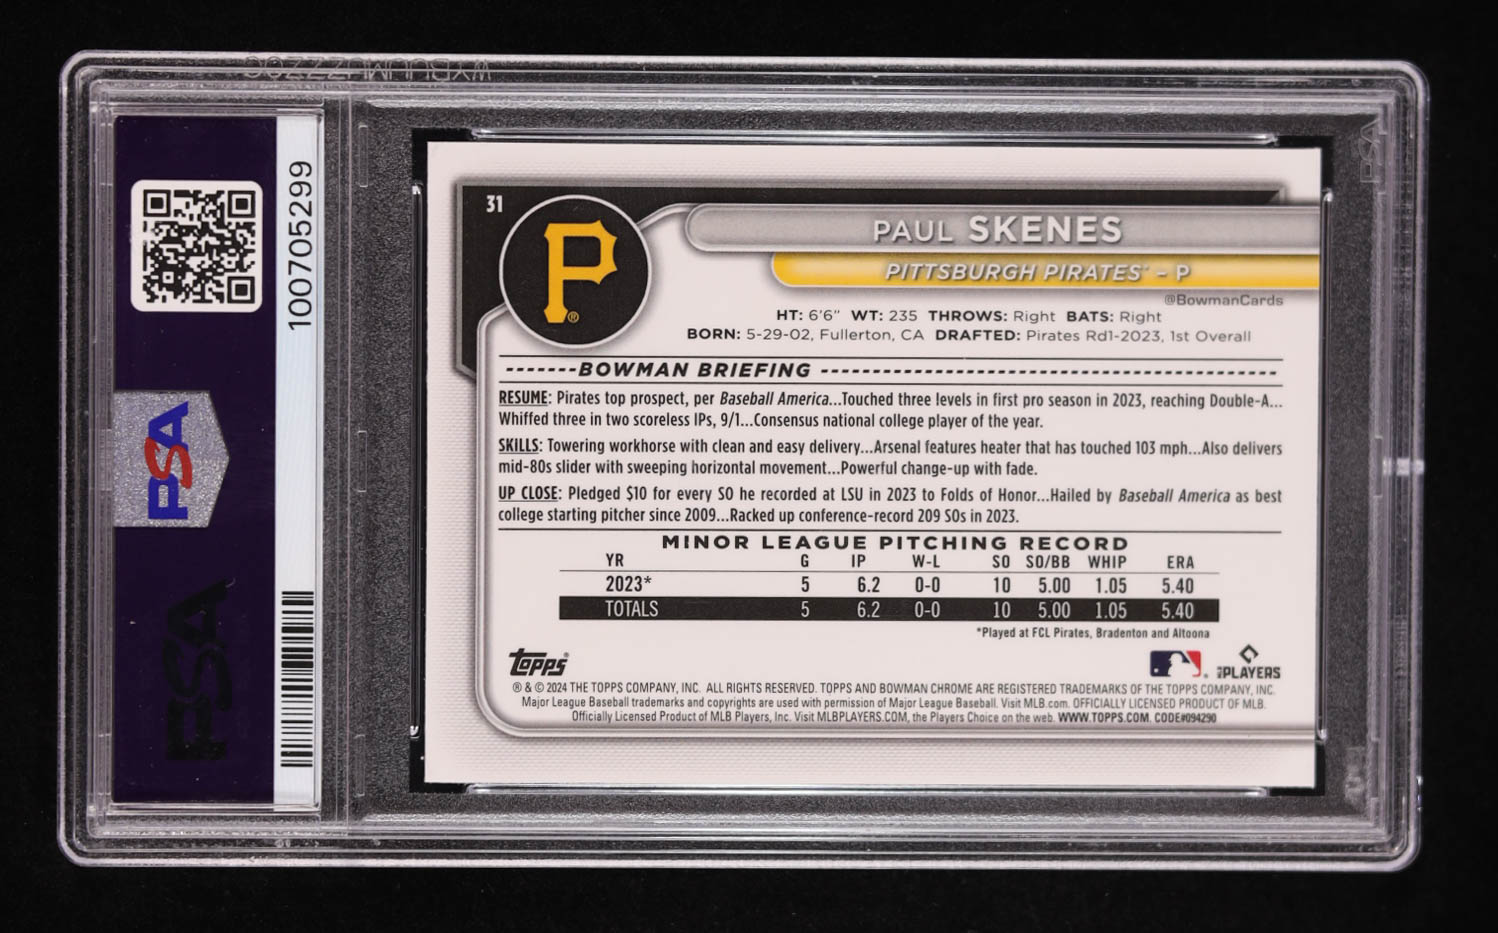 100705299
PSA
PSA
31
P
®
PAUL SKENES
PITTSBURGH PIRATES™ – P
@BowmanCards
HT: 6'6" WT: 235 THROWS: Right BATS: Right
BORN: 5-29-02, Fullerton, CA DRAFTED: Pirates Rd1-2023, 1st Overall
BOWMAN BRIEFING
RESUME: Pirates top prospect, per Baseball America...Touched three levels in first pro season in 2023, reaching Double-A...
Whiffed three in two scoreless IPs, 9/1...Consensus national college player of the year.
SKILLS: Towering workhorse with clean and easy delivery...Arsenal features heater that has touched 103 mph...Also delivers
mid-80s slider with sweeping horizontal movement...Powerful change-up with fade.
UP CLOSE: Pledged $10 for every SO he recorded at LSU in 2023 to Folds of Honor...Hailed by Baseball America as best
college starting pitcher since 2009...Racked up conference-record 209 SOs in 2023.
MINOR LEAGUE PITCHING RECORD
YR G IP W-L SO SO/BB WHIP ERA
2023* 5 6.2 0-0 10 5.00 1.05 5.40
TOTALS 5 6.2 0-0 10 5.00 1.05 5.40
*Played at FCL Pirates, Bradenton and Altoona
Topps
MLB PLAYERS
® & © 2024 THE TOPPS COMPANY, INC. ALL RIGHTS RESERVED. TOPPS AND BOWMAN CHROME ARE REGISTERED TRADEMARKS OF THE TOPPS COMPANY, INC.
Major League Baseball trademarks and copyrights are used with permission of Major League Baseball. Visit MLB.com. OFFICIALLY LICENSED PRODUCT OF MLB.
Officially Licensed Product of MLB Players, Inc. Visit MLBPLAYERS.COM, the Players Choice on the web. WWW.TOPPS.COM. CODE#094290